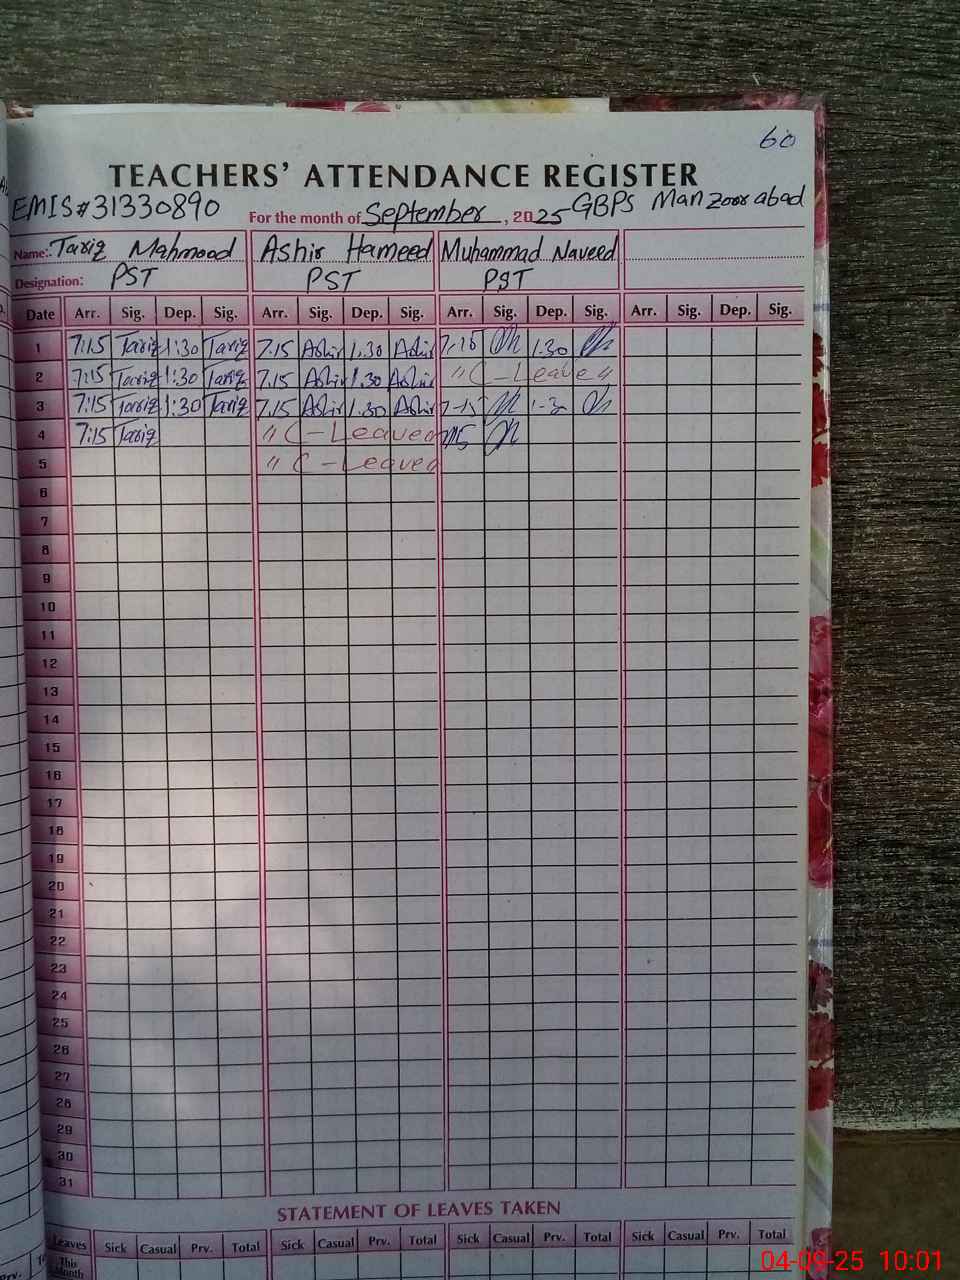 60
TEACHERS' ATTENDANCE REGISTER
EMIS#31330890 For the month of September, 2025 GBPS Manzoorabad
Name: Tariq Mahmood Ashir Hameed Muhammad Naveed
Designation: PST PST PST
Date Arr. Sig. Dep. Sig. Arr. Sig. Dep. Sig. Arr. Sig. Dep. Sig. Arr. Sig. Dep. Sig.
1 7:15 Tariq 1:30 Tariq 7.15 Ashir 1.30 Ashir 7-15 1.30
2 7:15 Tariq 1:30 Tariq 7.15 Ashir 1.30 Ashir " C-Leave "
3 7:15 Tariq 1:30 Tariq 7.15 Ashir 1.30 Ashir 7-15 1-3
4 7:15 Tariq " C-Leave 715
5 " C-Leave
6
7
8
9
10
11
12
13
14
15
16
17
18
19
20
21
22
23
24
25
26
27
28
29
30
31
STATEMENT OF LEAVES TAKEN
Leaves Sick Casual Prv. Total Sick Casual Prv. Total Sick Casual Prv. Total Sick Casual Prv. Total
This Month
04-09-25 10:01